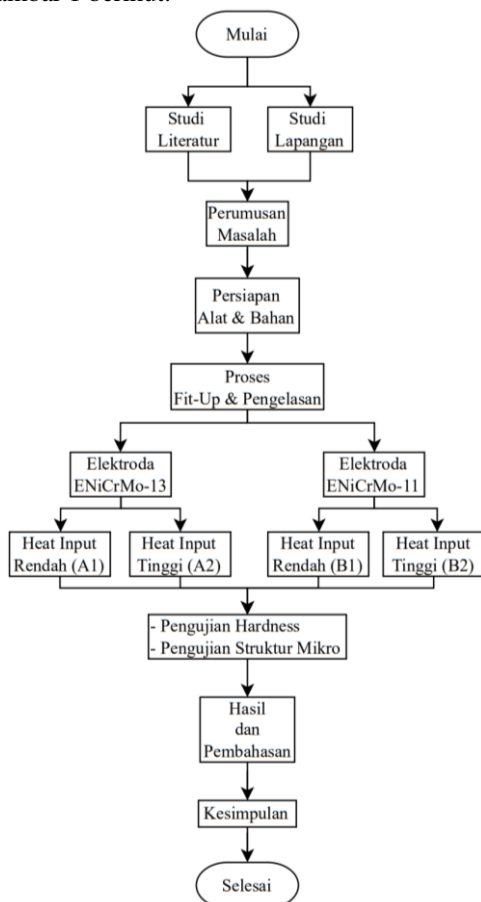 Mulai
Studi
Literatur
Studi
Lapangan
Perumusan
Masalah
Persiapan
Alat & Bahan
Proses
Fit-Up & Pengelasan
Elektroda
ENiCrMo-13
Elektroda
ENiCrMo-11
Heat Input
Rendah (A1)
Heat Input
Tinggi (A2)
Heat Input
Rendah (B1)
Heat Input
Tinggi (B2)
- Pengujian Hardness
- Pengujian Struktur Mikro
Hasil
dan
Pembahasan
Kesimpulan
Selesai